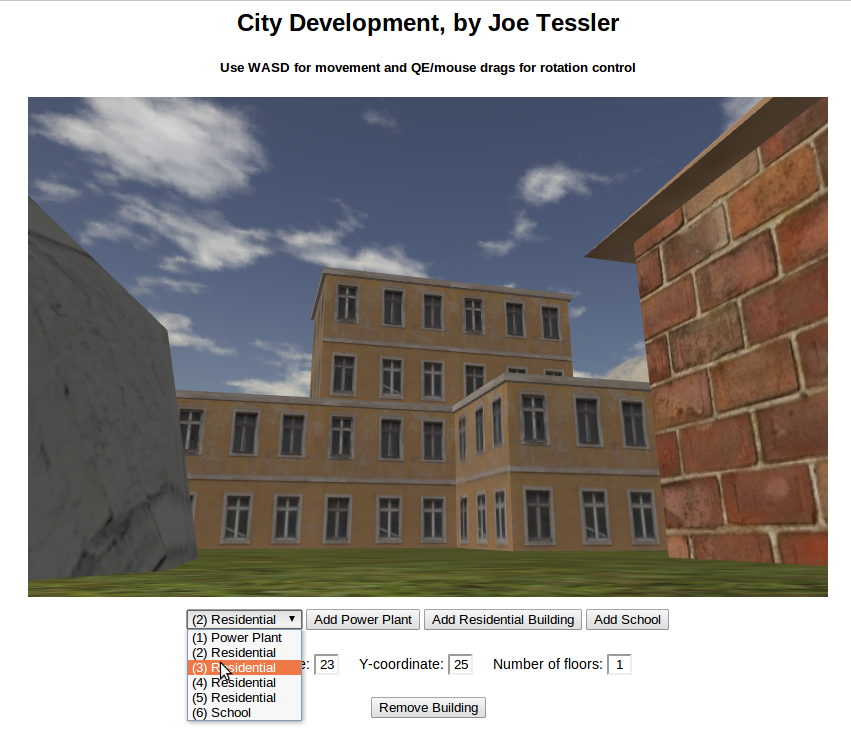 City Development, by Joe Tessler
Use WASD for movement and QE/mouse drags for rotation control
(2) Residential ▼ Add Power Plant Add Residential Building Add School
(1) Power Plant
(2) Residential
(3) Residential
(4) Residential
(5) Residential
(6) School
23 Y-coordinate: 25 Number of floors: 1
Remove Building